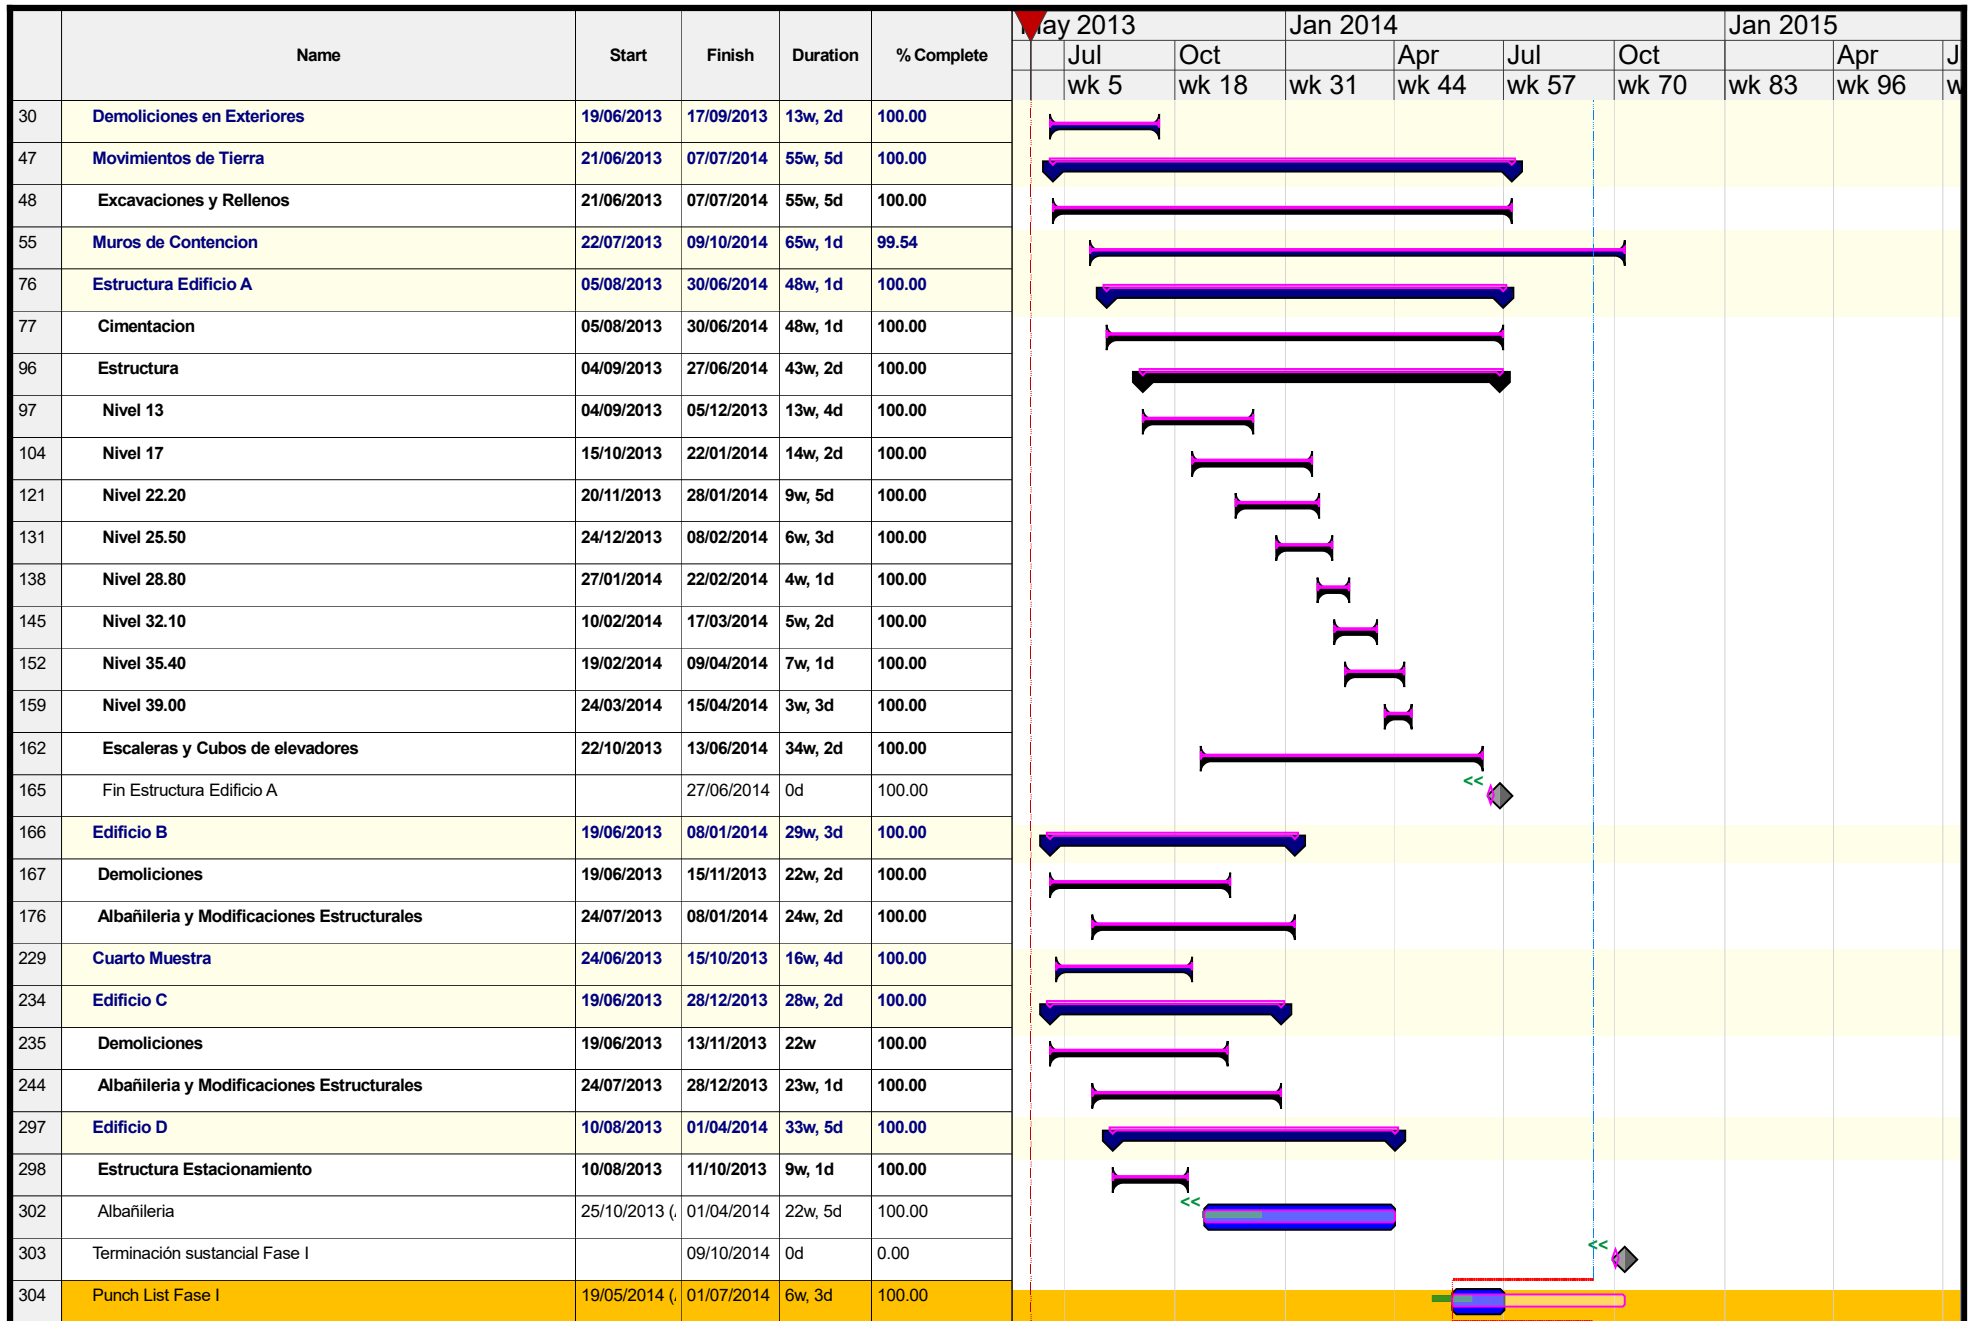 May 2013 Jan 2014 Jan 2015
Name Start Finish Duration % Complete Jul Oct Apr Jul Oct Apr J
wk 5 wk 18 wk 31 wk 44 wk 57 wk 70 wk 83 wk 96 w
30 Demoliciones en Exteriores 19/06/2013 17/09/2013 13w, 2d 100.00
47 Movimientos de Tierra 21/06/2013 07/07/2014 55w, 5d 100.00
48 Excavaciones y Rellenos 21/06/2013 07/07/2014 55w, 5d 100.00
55 Muros de Contencion 22/07/2013 09/10/2014 65w, 1d 99.54
76 Estructura Edificio A 05/08/2013 30/06/2014 48w, 1d 100.00
77 Cimentacion 05/08/2013 30/06/2014 48w, 1d 100.00
96 Estructura 04/09/2013 27/06/2014 43w, 2d 100.00
97 Nivel 13 04/09/2013 05/12/2013 13w, 4d 100.00
104 Nivel 17 15/10/2013 22/01/2014 14w, 2d 100.00
121 Nivel 22.20 20/11/2013 28/01/2014 9w, 5d 100.00
131 Nivel 25.50 24/12/2013 08/02/2014 6w, 3d 100.00
138 Nivel 28.80 27/01/2014 22/02/2014 4w, 1d 100.00
145 Nivel 32.10 10/02/2014 17/03/2014 5w, 2d 100.00
152 Nivel 35.40 19/02/2014 09/04/2014 7w, 1d 100.00
159 Nivel 39.00 24/03/2014 15/04/2014 3w, 3d 100.00
162 Escaleras y Cubos de elevadores 22/10/2013 13/06/2014 34w, 2d 100.00
165 Fin Estructura Edificio A 27/06/2014 0d 100.00 <<
166 Edificio B 19/06/2013 08/01/2014 29w, 3d 100.00
167 Demoliciones 19/06/2013 15/11/2013 22w, 2d 100.00
176 Albañileria y Modificaciones Estructurales 24/07/2013 08/01/2014 24w, 2d 100.00
229 Cuarto Muestra 24/06/2013 15/10/2013 16w, 4d 100.00
234 Edificio C 19/06/2013 28/12/2013 28w, 2d 100.00
235 Demoliciones 19/06/2013 13/11/2013 22w 100.00
244 Albañileria y Modificaciones Estructurales 24/07/2013 28/12/2013 23w, 1d 100.00
297 Edificio D 10/08/2013 01/04/2014 33w, 5d 100.00
298 Estructura Estacionamiento 10/08/2013 11/10/2013 9w, 1d 100.00
302 Albañileria 25/10/2013 (. 01/04/2014 22w, 5d 100.00 <<
303 Terminación sustancial Fase I 09/10/2014 0d 0.00 <<
304 Punch List Fase I 19/05/2014 (. 01/07/2014 6w, 3d 100.00